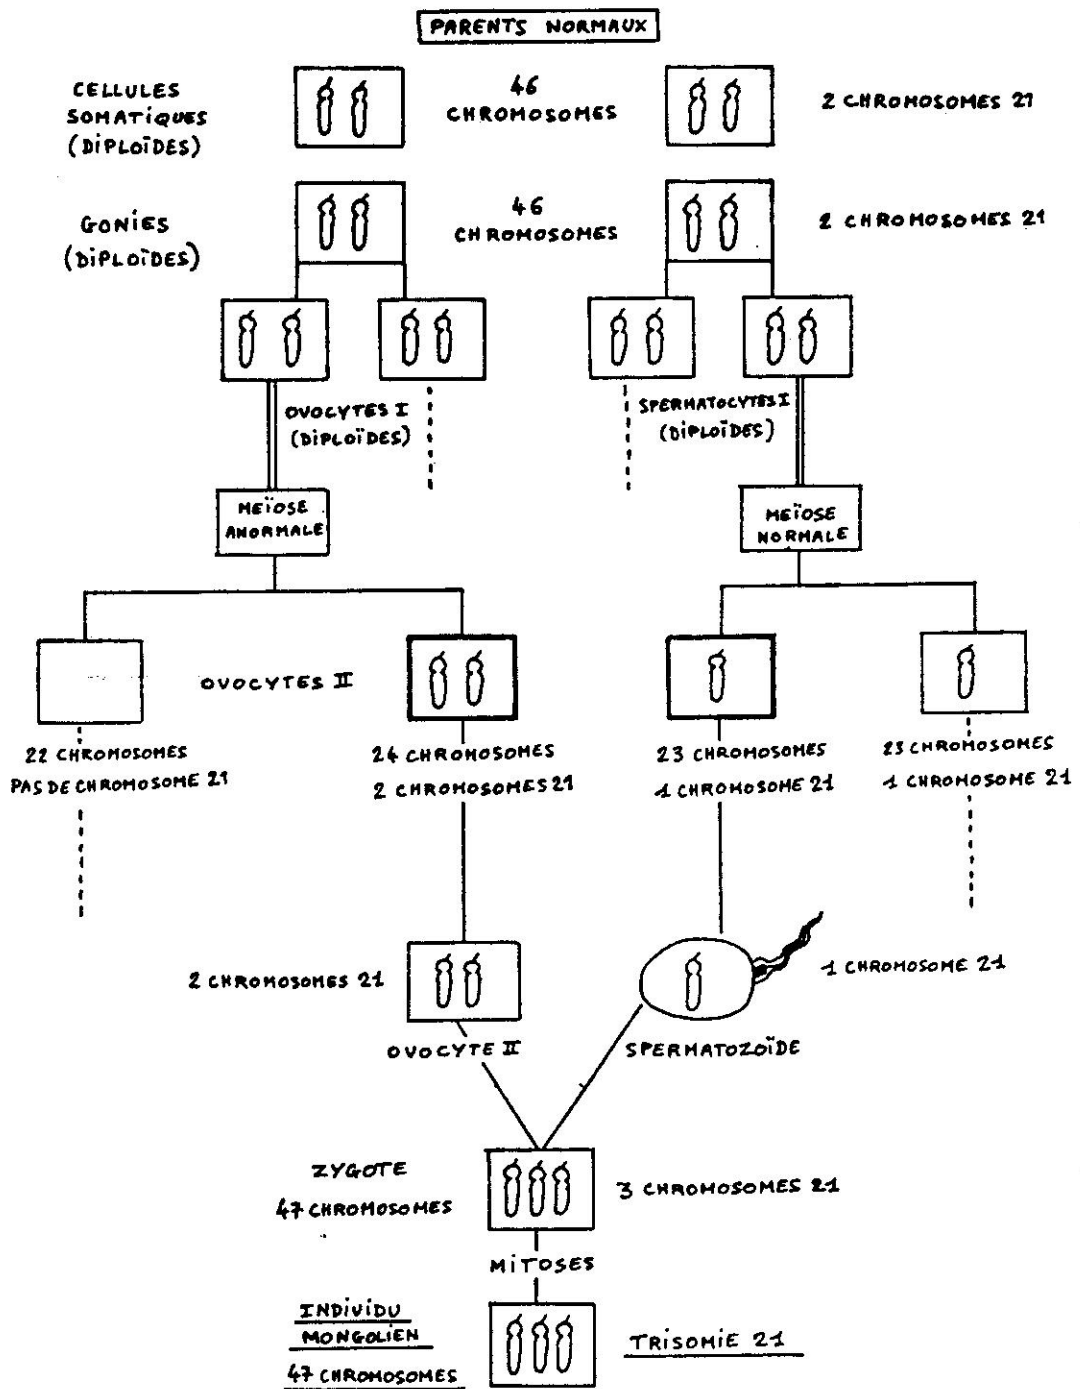 PARENTS NORMAUX
CELLULES
SOMATIQUES
(DIPLOÏDES)
46
CHROMOSOMES
2 CHROMOSOMES 21
GONIES
(DIPLOÏDES)
46
CHROMOSOMES
2 CHROMOSOMES 21
OVOCYTES I
(DIPLOÏDES)
SPERMATOCYTES I
(DIPLOÏDES)
MEÏOSE
ANORMALE
MEÏOSE
NORMALE
OVOCYTES II
22 CHROMOSOMES
PAS DE CHROMOSOME 21
24 CHROMOSOMES
2 CHROMOSOMES 21
23 CHROMOSOMES
1 CHROMOSOME 21
23 CHROMOSOMES
1 CHROMOSOME 21
2 CHROMOSOMES 21
1 CHROMOSOME 21
OVOCYTE II
SPERMATOZOÏDE
ZYGOTE
47 CHROMOSOMES
3 CHROMOSOMES 21
MITOSES
INDIVIDU
MONGOLIEN
47 CHROMOSOMES
TRISOMIE 21